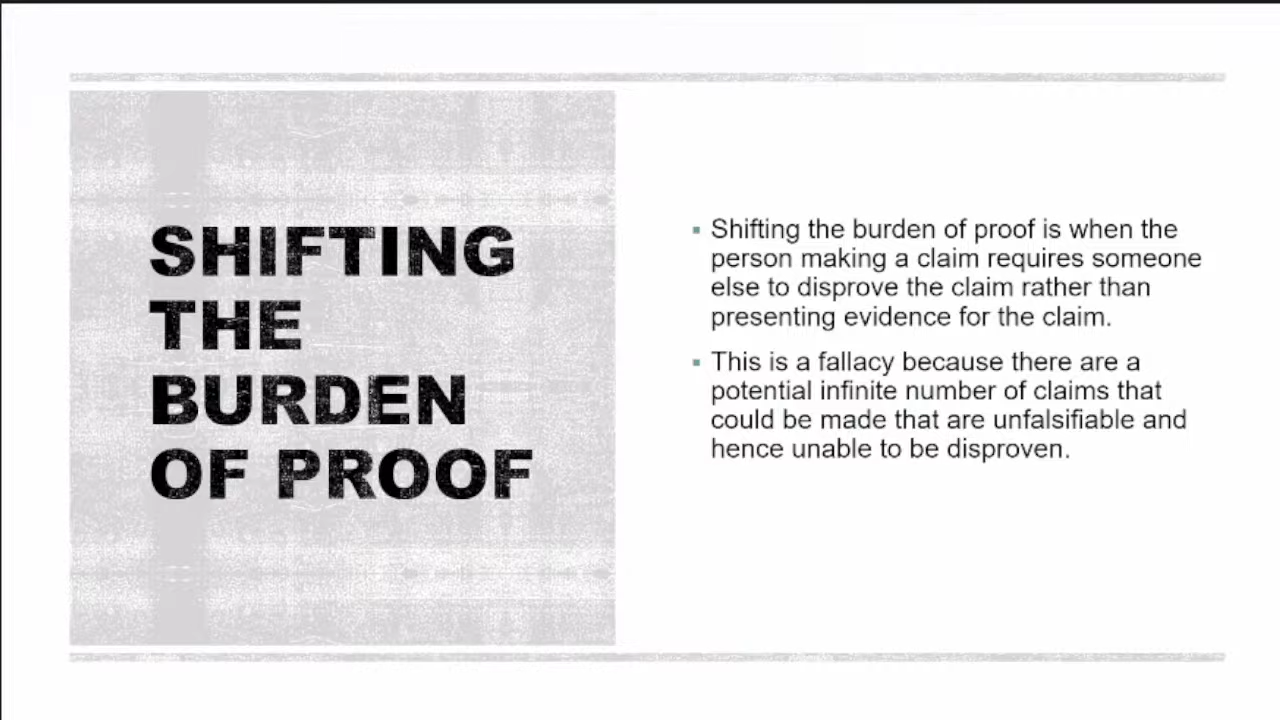 SHIFTING
THE
BURDEN
OF PROOF
▪ Shifting the burden of proof is when the
person making a claim requires someone
else to disprove the claim rather than
presenting evidence for the claim.
▪ This is a fallacy because there are a
potential infinite number of claims that
could be made that are unfalsifiable and
hence unable to be disproven.